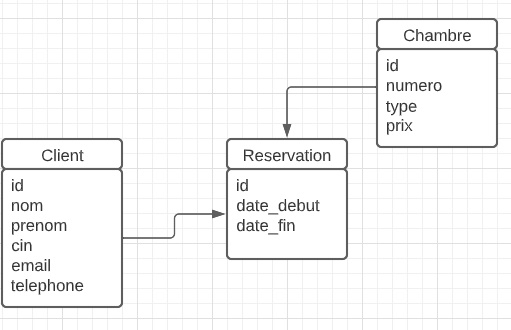 Chambre
id
numero
type
prix
Client
id
nom
prenom
cin
email
telephone
Reservation
id
date_debut
date_fin